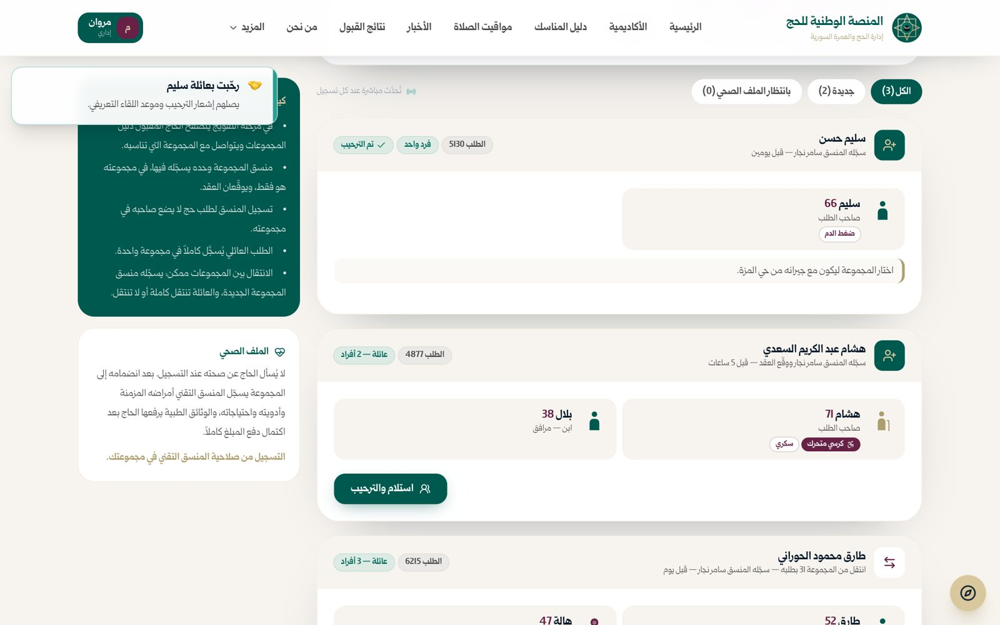 المنصة الوطنية للحج
إدارة الحج والعمرة السورية
الرئيسية
الأكاديمية
دليل المناسك
مواقيت الصلاة
الأخبار
نتائج القبول
من نحن
المزيد
م
مروان
إداري
الكل (3)
جديدة (2)
بانتظار الملف الصحي (0)
تُحدَّث مباشرة عند كل تسجيل
سليم حسن
سجّله المنسق سامر نجار — قبل يومين
الطلب 5130
فرد واحد
تم الترحيب
سليم 66
صاحب الطلب
ضغط الدم
اختار المجموعة ليكون مع جيرانه من حي المزة.
هشام عبد الكريم السعدي
سجّله المنسق سامر نجار ووقّع العقد — قبل 5 ساعات
الطلب 4877
عائلة — 2 أفراد
هشام 71
صاحب الطلب
كرسي متحرك
سكري
بلال 38
ابن — مرافق
استلام والترحيب
طارق محمود الحوراني
انتقل من المجموعة 31 بطلبه — سجّله المنسق سامر نجار — قبل يوم
الطلب 6215
عائلة — 3 أفراد
طارق 52
هالة 47
رحّبت بعائلة سليم
يصلهم إشعار الترحيب وموعد اللقاء التعريفي.
في مرحلة التفويج يتصفح الحاج المقبول دليل
المجموعات ويتواصل مع المجموعة التي تناسبه.
• منسق المجموعة وحده يسجّله فيها، في مجموعته
هو فقط، ويوقّعان العقد.
• تسجيل المنسق لطلب حج لا يضع صاحبه في
مجموعته.
• الطلب العائلي يُسجَّل كاملاً في مجموعة واحدة.
• الانتقال بين المجموعات ممكن: يسجّله منسق
المجموعة الجديدة، والعائلة تنتقل كاملة أو لا تنتقل.
الملف الصحي
لا يُسأل الحاج عن صحته عند التسجيل. بعد انضمامه إلى
المجموعة يسجّل المنسق التقني أمراضه المزمنة
وأدويته واحتياجاته، والوثائق الطبية يرفعها الحاج بعد
اكتمال دفع المبلغ كاملاً.
التسجيل من صلاحية المنسق التقني في مجموعتك.